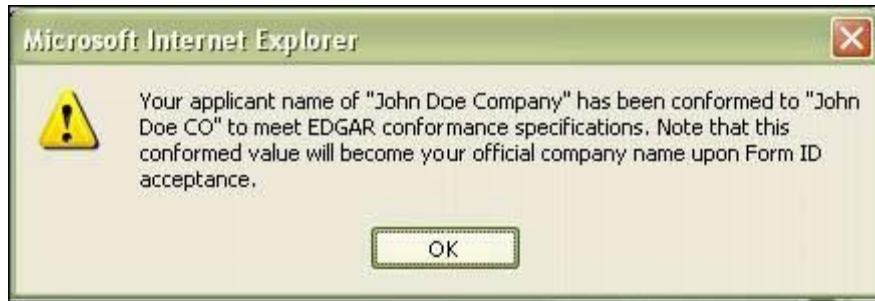 Microsoft Internet Explorer
Your applicant name of "John Doe Company" has been conformed to "John
Doe CO" to meet EDGAR conformance specifications. Note that this
conformed value will become your official company name upon Form ID
acceptance.
OK